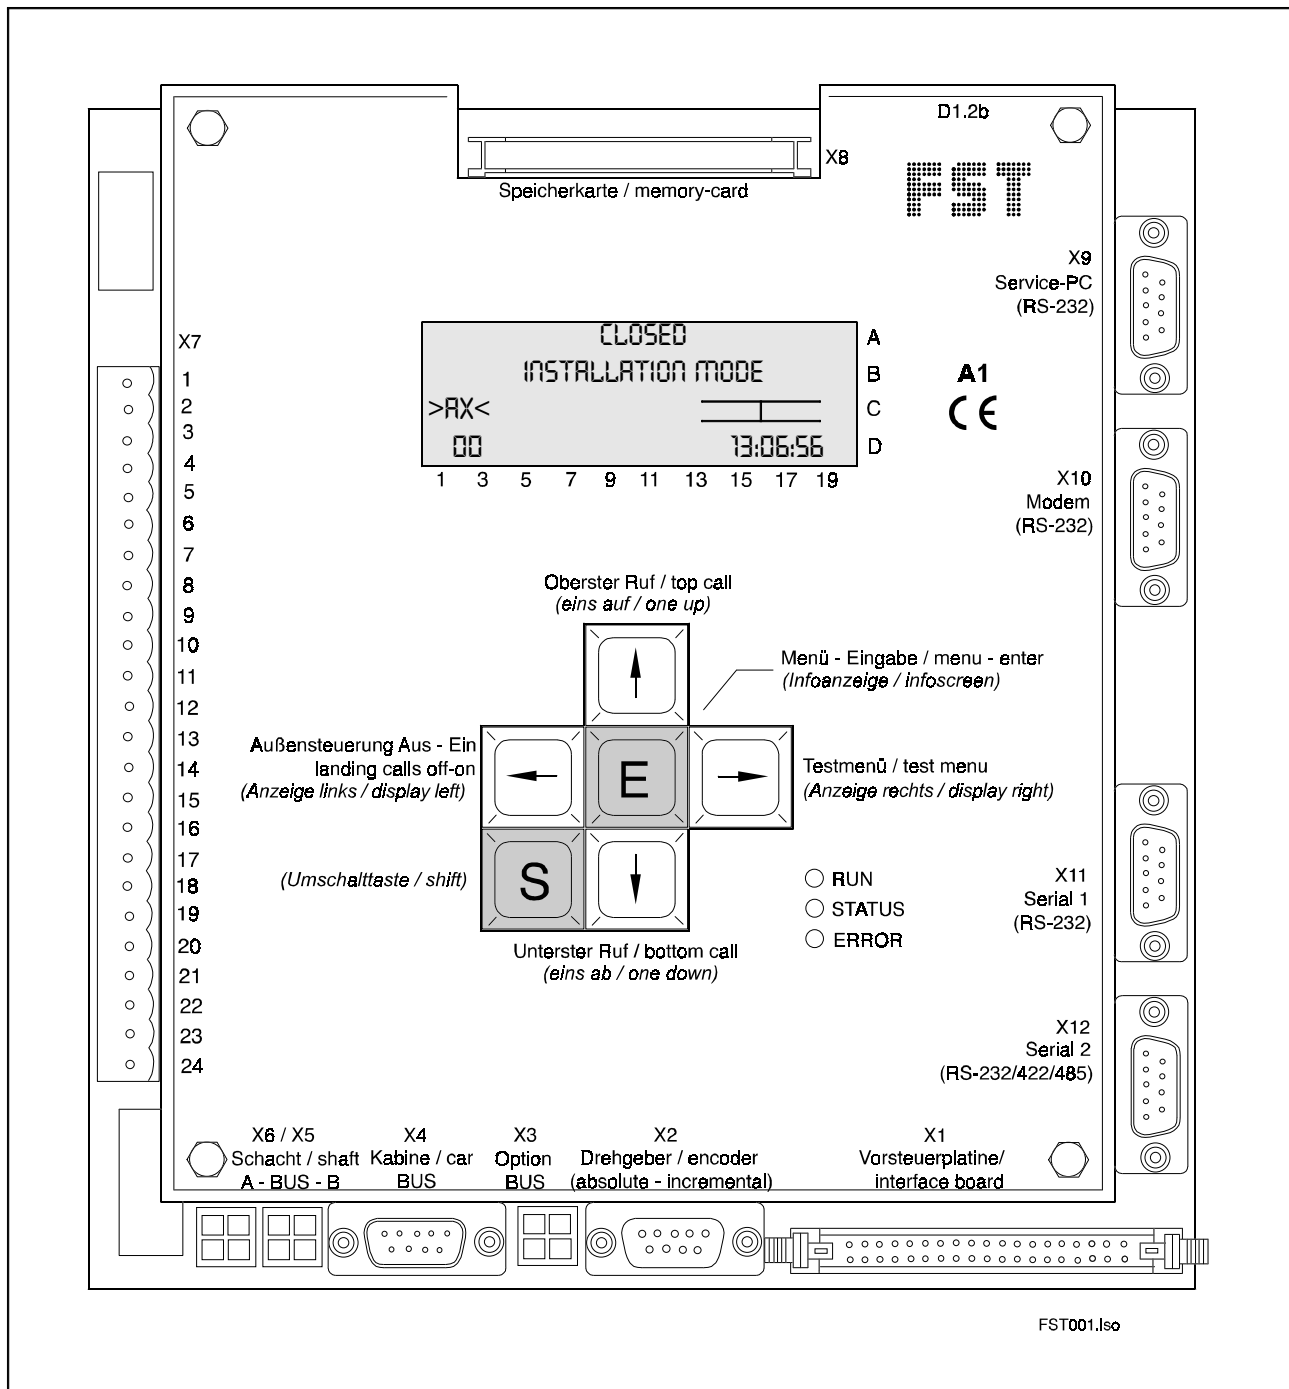 D1.2b
X8
Speicherkarte / memory-card
FST
X9
Service-PC
(RS-232)
X7
CLOSED
A
INSTALLATION MODE
B
A1
>AX<
C
CE
00
13:06:56
D
1 3 5 7 9 11 13 15 17 19
1
2
3
4
5
6
7
8
9
10
11
12
13
14
15
16
17
18
19
20
21
22
23
24
X10
Modem
(RS-232)
Oberster Ruf / top call
(eins auf / one up)
Menü - Eingabe / menu - enter
(Infoanzeige / infoscreen)
Außensteuerung Aus - Ein
landing calls off-on
(Anzeige links / display left)
E
Testmenü / test menu
(Anzeige rechts / display right)
(Umschalttaste / shift)
S
RUN
STATUS
ERROR
X11
Serial 1
(RS-232)
Unterster Ruf / bottom call
(eins ab / one down)
X12
Serial 2
(RS-232/422/485)
X6 / X5
Schacht / shaft
A - BUS - B
X4
Kabine / car
BUS
X3
Option
BUS
X2
Drehgeber / encoder
(absolute - incremental)
X1
Vorsteuerplatine/
interface board
FST001.Iso